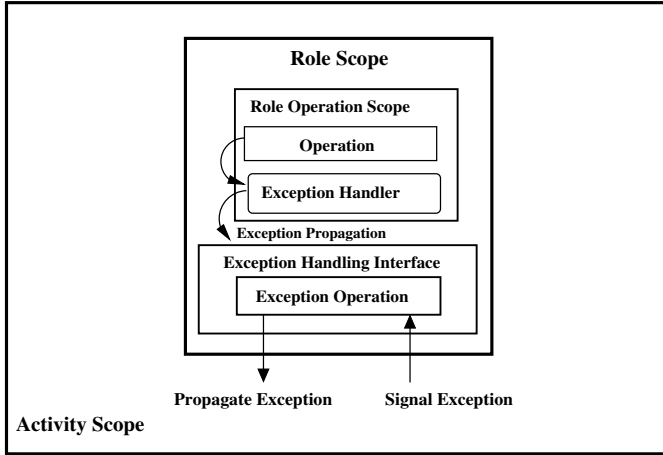 Role Scope
Role Operation Scope
Operation
Exception Handler
Exception Propagation
Exception Handling Interface
Exception Operation
Propagate Exception Signal Exception
Activity Scope